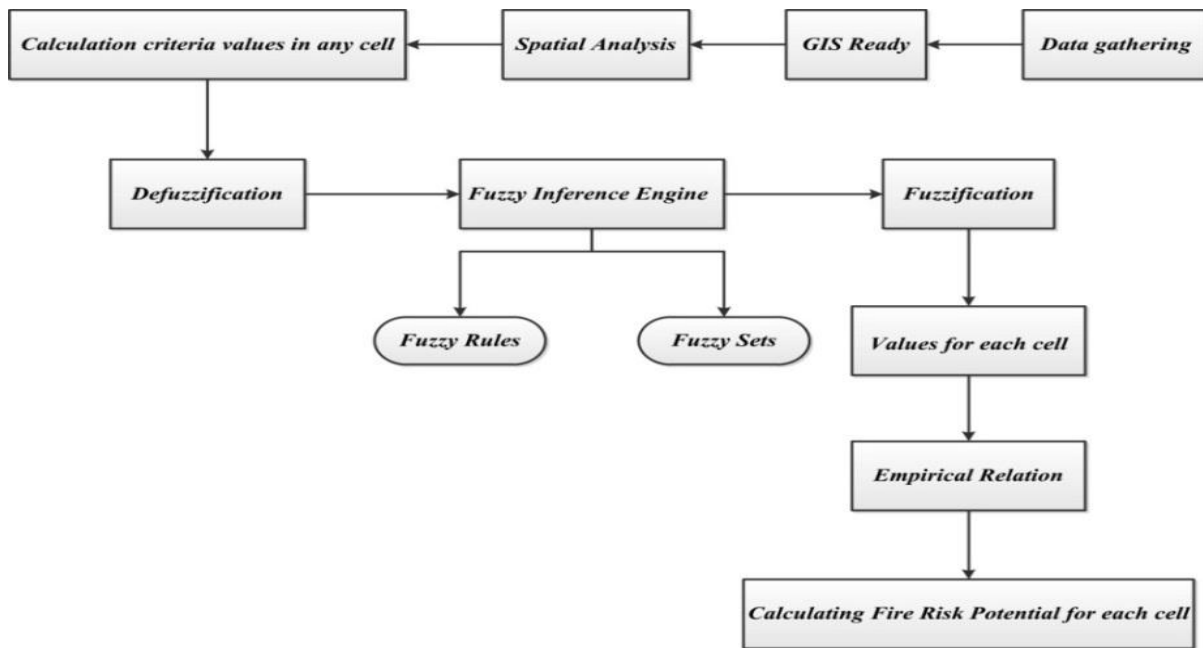 Calculation criteria values in any cell
Spatial Analysis
GIS Ready
Data gathering
Defuzzification
Fuzzy Inference Engine
Fuzzification
Fuzzy Rules
Fuzzy Sets
Values for each cell
Empirical Relation
Calculating Fire Risk Potential for each cell